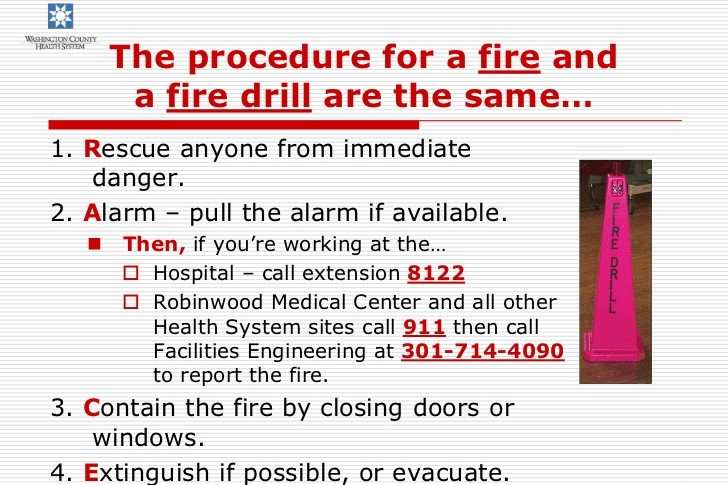 WASHINGTON COUNTY
HEALTH SYSTEM
The procedure for a fire and
a fire drill are the same...
1. Rescue anyone from immediate
danger.
2. Alarm – pull the alarm if available.
Then, if you're working at the...
Hospital – call extension 8122
Robinwood Medical Center and all other
Health System sites call 911 then call
Facilities Engineering at 301-714-4090
to report the fire.
3. Contain the fire by closing doors or
windows.
4. Extinguish if possible, or evacuate.
FIRE DRILL